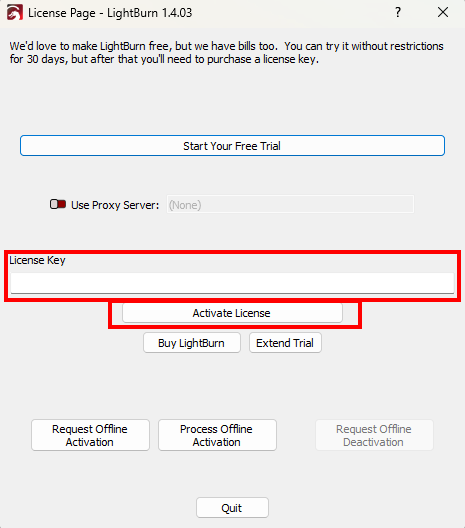 License Page - LightBurn 1.4.03
We'd love to make LightBurn free, but we have bills too.  You can try it without restrictions
for 30 days, but after that you'll need to purchase a license key.
Start Your Free Trial
Use Proxy Server: (None)
License Key
Activate License
Buy LightBurn Extend Trial
Request Offline
Activation
Process Offline
Activation
Request Offline
Deactivation
Quit